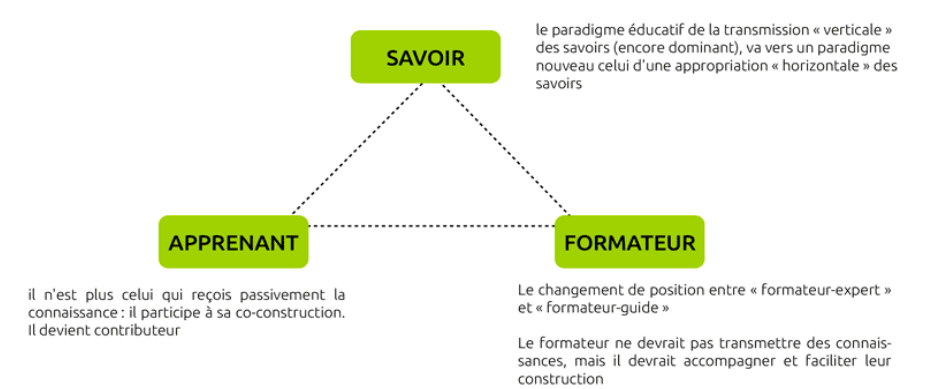 SAVOIR
le paradigme éducatif de la transmission « verticale »
des savoirs (encore dominant), va vers un paradigme
nouveau celui d'une appropriation « horizontale » des
savoirs
APPRENANT
il n'est plus celui qui reçois passivement la
connaissance : il participe à sa co-construction.
Il devient contributeur
FORMATEUR
Le changement de position entre « formateur-expert »
et « formateur-guide »
Le formateur ne devrait pas transmettre des connais-
sances, mais il devrait accompagner et faciliter leur
construction